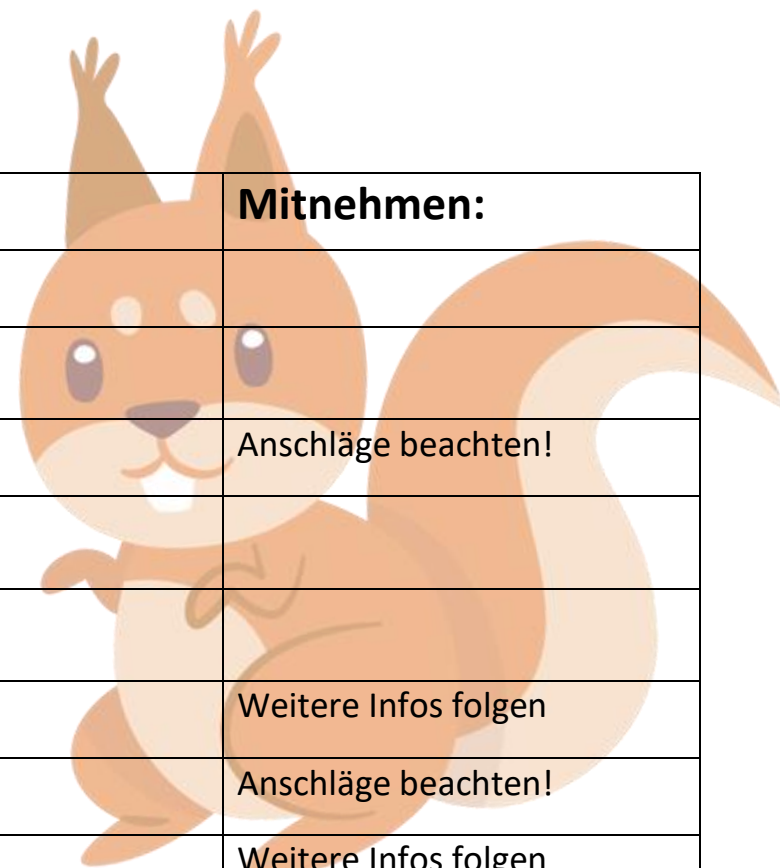 Mitnehmen:
Anschläge beachten!
Weitere Infos folgen
Anschläge beachten!
Weitere Infos folgen